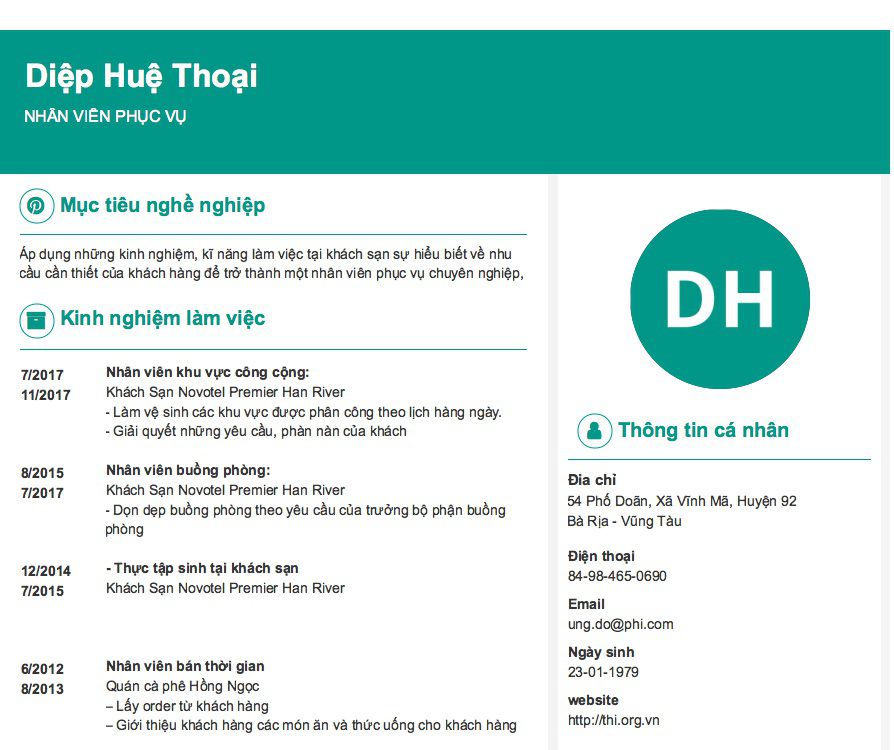 Diệp Huệ Thoại
NHÂN VIÊN PHỤC VỤ
Mục tiêu nghề nghiệp
Áp dụng những kinh nghiệm, kĩ năng làm việc tại khách sạn sự hiểu biết về nhu
cầu cần thiết của khách hàng để trở thành một nhân viên phục vụ chuyên nghiệp,
Kinh nghiệm làm việc
7/2017
11/2017
Nhân viên khu vực công cộng:
Khách Sạn Novotel Premier Han River
- Làm vệ sinh các khu vực được phân công theo lịch hàng ngày.
- Giải quyết những yêu cầu, phàn nàn của khách
8/2015
7/2017
Nhân viên buồng phòng:
Khách Sạn Novotel Premier Han River
- Dọn dẹp buồng phòng theo yêu cầu của trưởng bộ phận buồng
phòng
12/2014
7/2015
- Thực tập sinh tại khách sạn
Khách Sạn Novotel Premier Han River
6/2012
8/2013
Nhân viên bán thời gian
Quán cà phê Hồng Ngọc
– Lấy order từ khách hàng
– Giới thiệu khách hàng các món ăn và thức uống cho khách hàng
DH
Thông tin cá nhân
Đia chỉ
54 Phố Doãn, Xã Vĩnh Mã, Huyện 92
Bà Rịa - Vũng Tàu
Điện thoại
84-98-465-0690
Email
ung.do@phi.com
Ngày sinh
23-01-1979
website
http://thi.org.vn